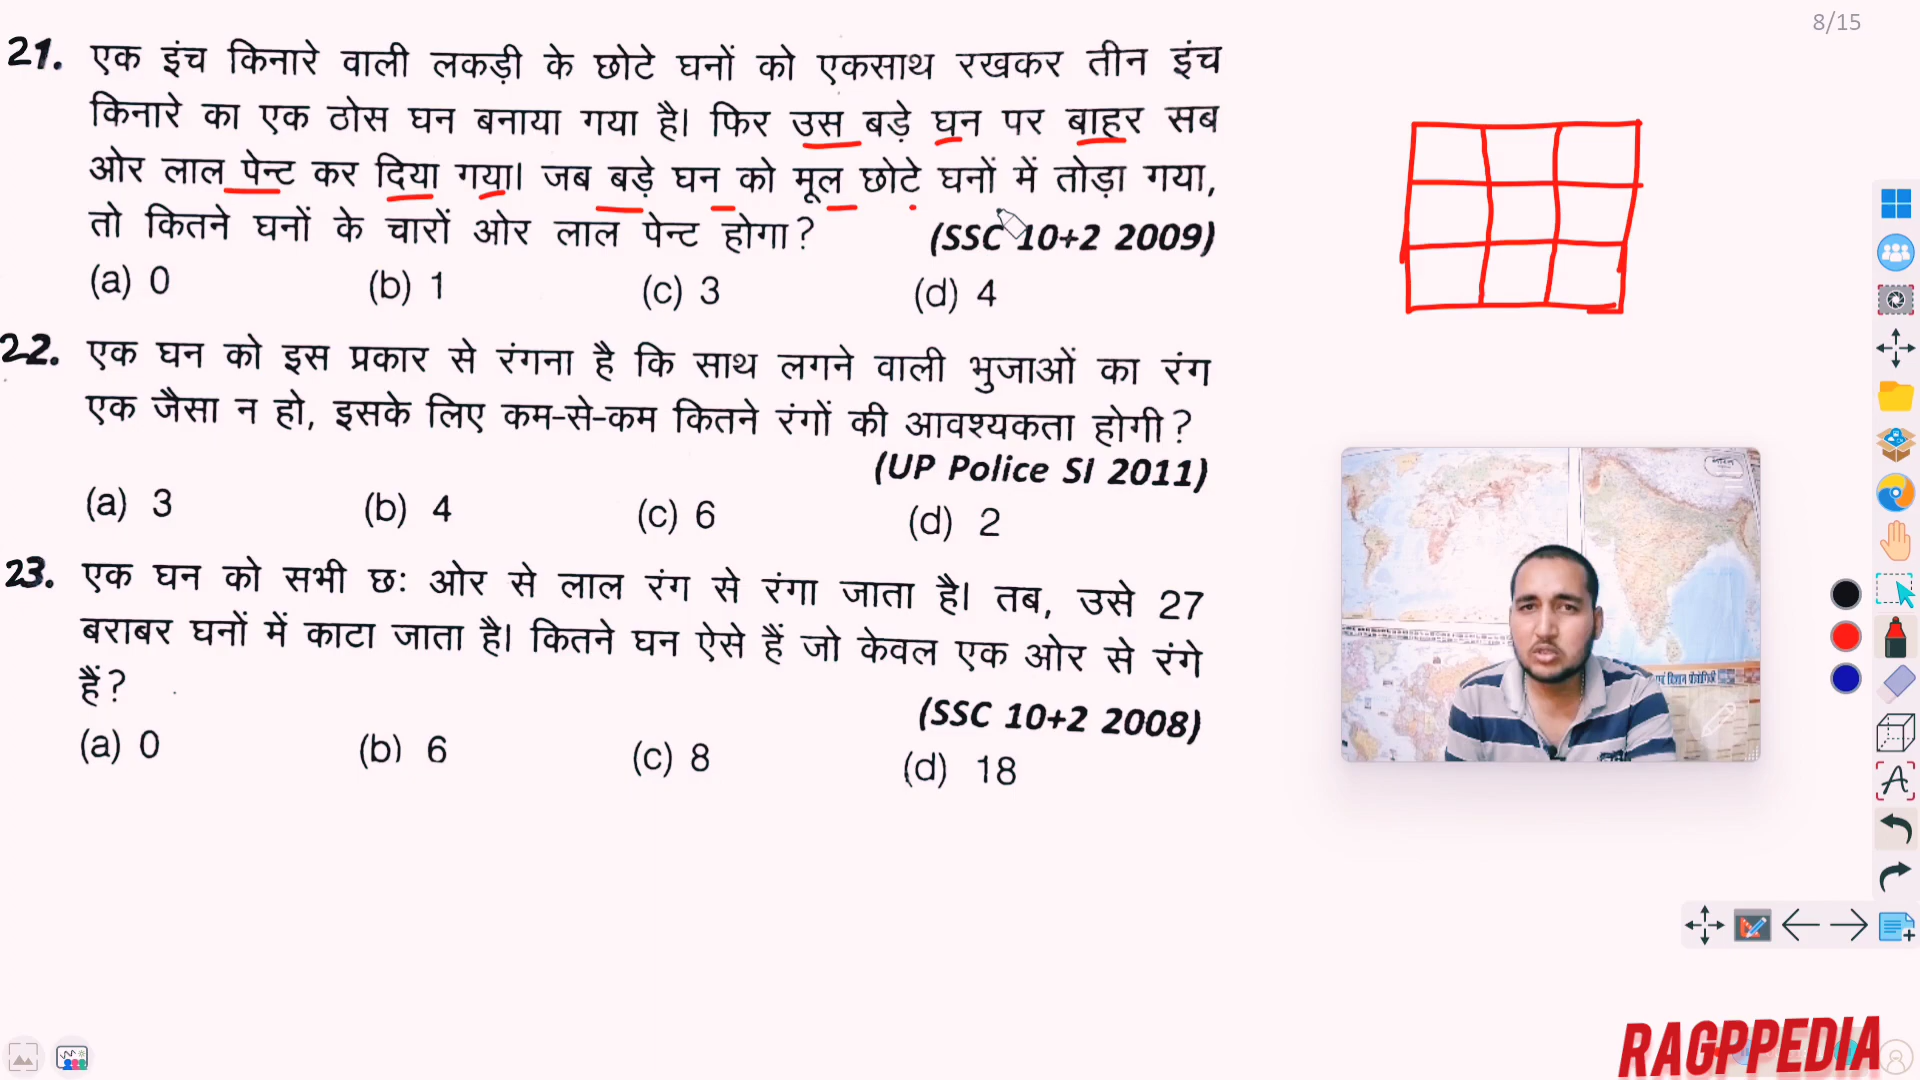 8/15
21. एक इंच किनारे वाली लकड़ी के छोटे घनों को एकसाथ रखकर तीन इंच
किनारे का एक ठोस घन बनाया गया है। फिर उस बड़े घन पर बाहर सब
ओर लाल पेन्ट कर दिया गया। जब बड़े घन को मूल छोटे घनों में तोड़ा गया,
तो कितने घनों के चारों ओर लाल पेन्ट होगा? (SSC 10+2 2009)
(a) 0 (b) 1 (c) 3 (d) 4
22. एक घन को इस प्रकार से रंगना है कि साथ लगने वाली भुजाओं का रंग
एक जैसा न हो, इसके लिए कम-से-कम कितने रंगों की आवश्यकता होगी?
(UP Police SI 2011)
(a) 3 (b) 4 (c) 6 (d) 2
23. एक घन को सभी छः ओर से लाल रंग से रंगा जाता है। तब, उसे 27
बराबर घनों में काटा जाता है। कितने घन ऐसे हैं जो केवल एक ओर से रंगे
हैं?
(SSC 10+2 2008)
(a) 0 (b) 6 (c) 8 (d) 18
RAGPPEDIA